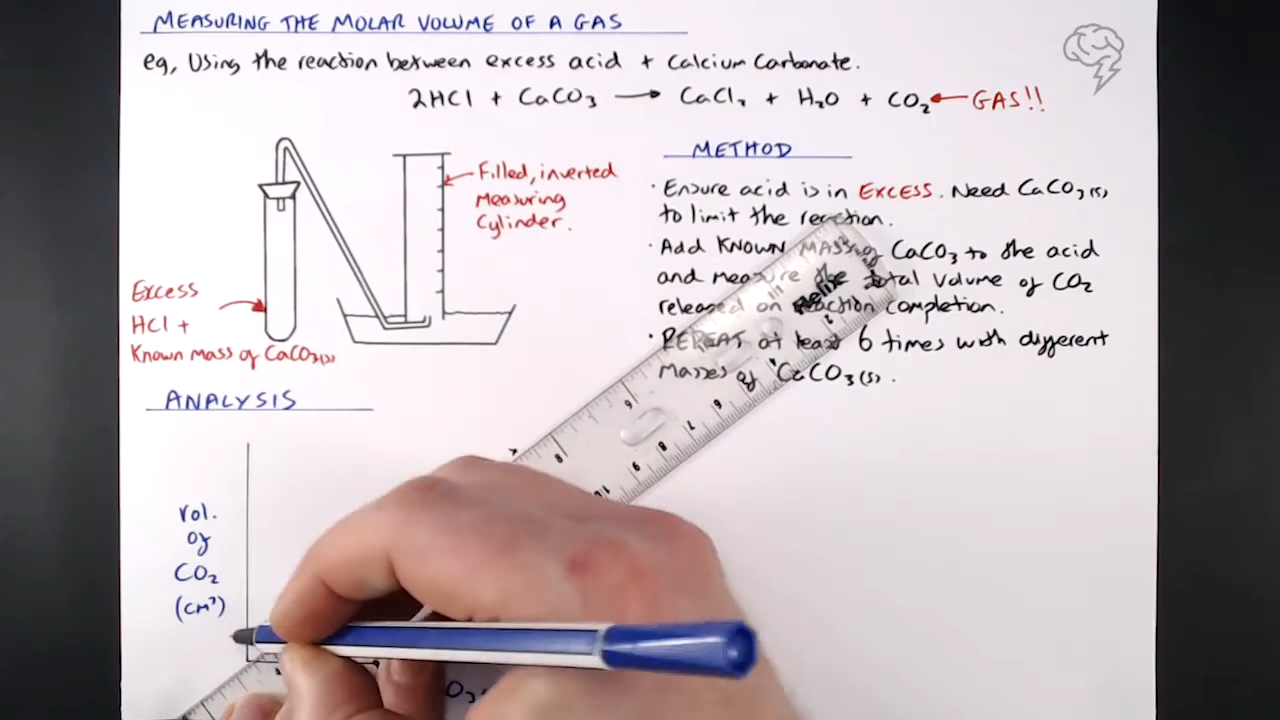 MEASURING THE MOLAR VOLUME OF A GAS
eg, Using the reaction between excess acid + Calcium Carbonate.
2HCl + CaCO3 → CaCl2 + H2O + CO2 ← GAS!!
Filled, inverted
Measuring
Cylinder.
Excess
HCl +
Known mass of CaCO3(s)
METHOD
· Ensure acid is in EXCESS. Need CaCO3(s)
to limit the reaction.
· Add KNOWN MASS of CaCO3 to the acid
and measure the total volume of CO2
released on reaction completion.
· REPEAT at least 6 times with different
Masses of CaCO3(s).
ANALYSIS
vol.
of
CO2
(cm³)
helix